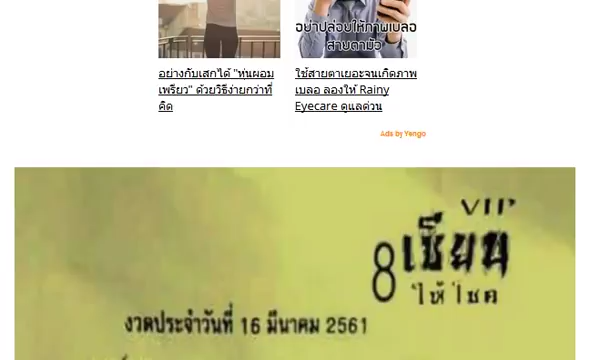 อย่าปล่อยให้ภาพเบลอ
สายตามัว
อย่างกับเสกได้ "หุ่นผอม
เพรียว" ด้วยวิธีง่ายกว่าที่
คิด
ใช้สายตาเยอะจนเกิดภาพ
เบลอ ลองให้ Rainy
Eyecare ดูแลด่วน
Ads by Yengo
VIP
8เซียน
ให้โชค
งวดประจำวันที่ 16 มีนาคม 2561